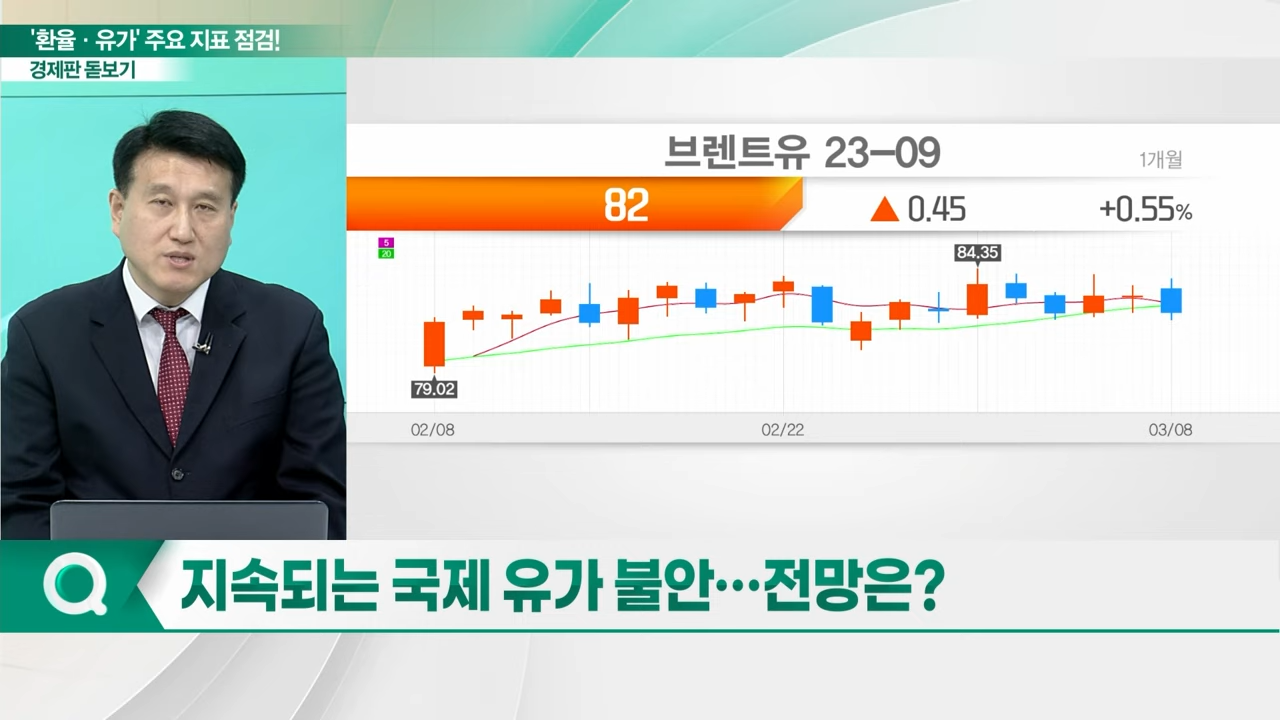 '환율·유가' 주요 지표 점검!
경제판 돋보기
브렌트유 23-09
1개월
82
▲ 0.45
+0.55%
5
20
84.35
79.02
02/08
02/22
03/08
지속되는 국제 유가 불안…전망은?